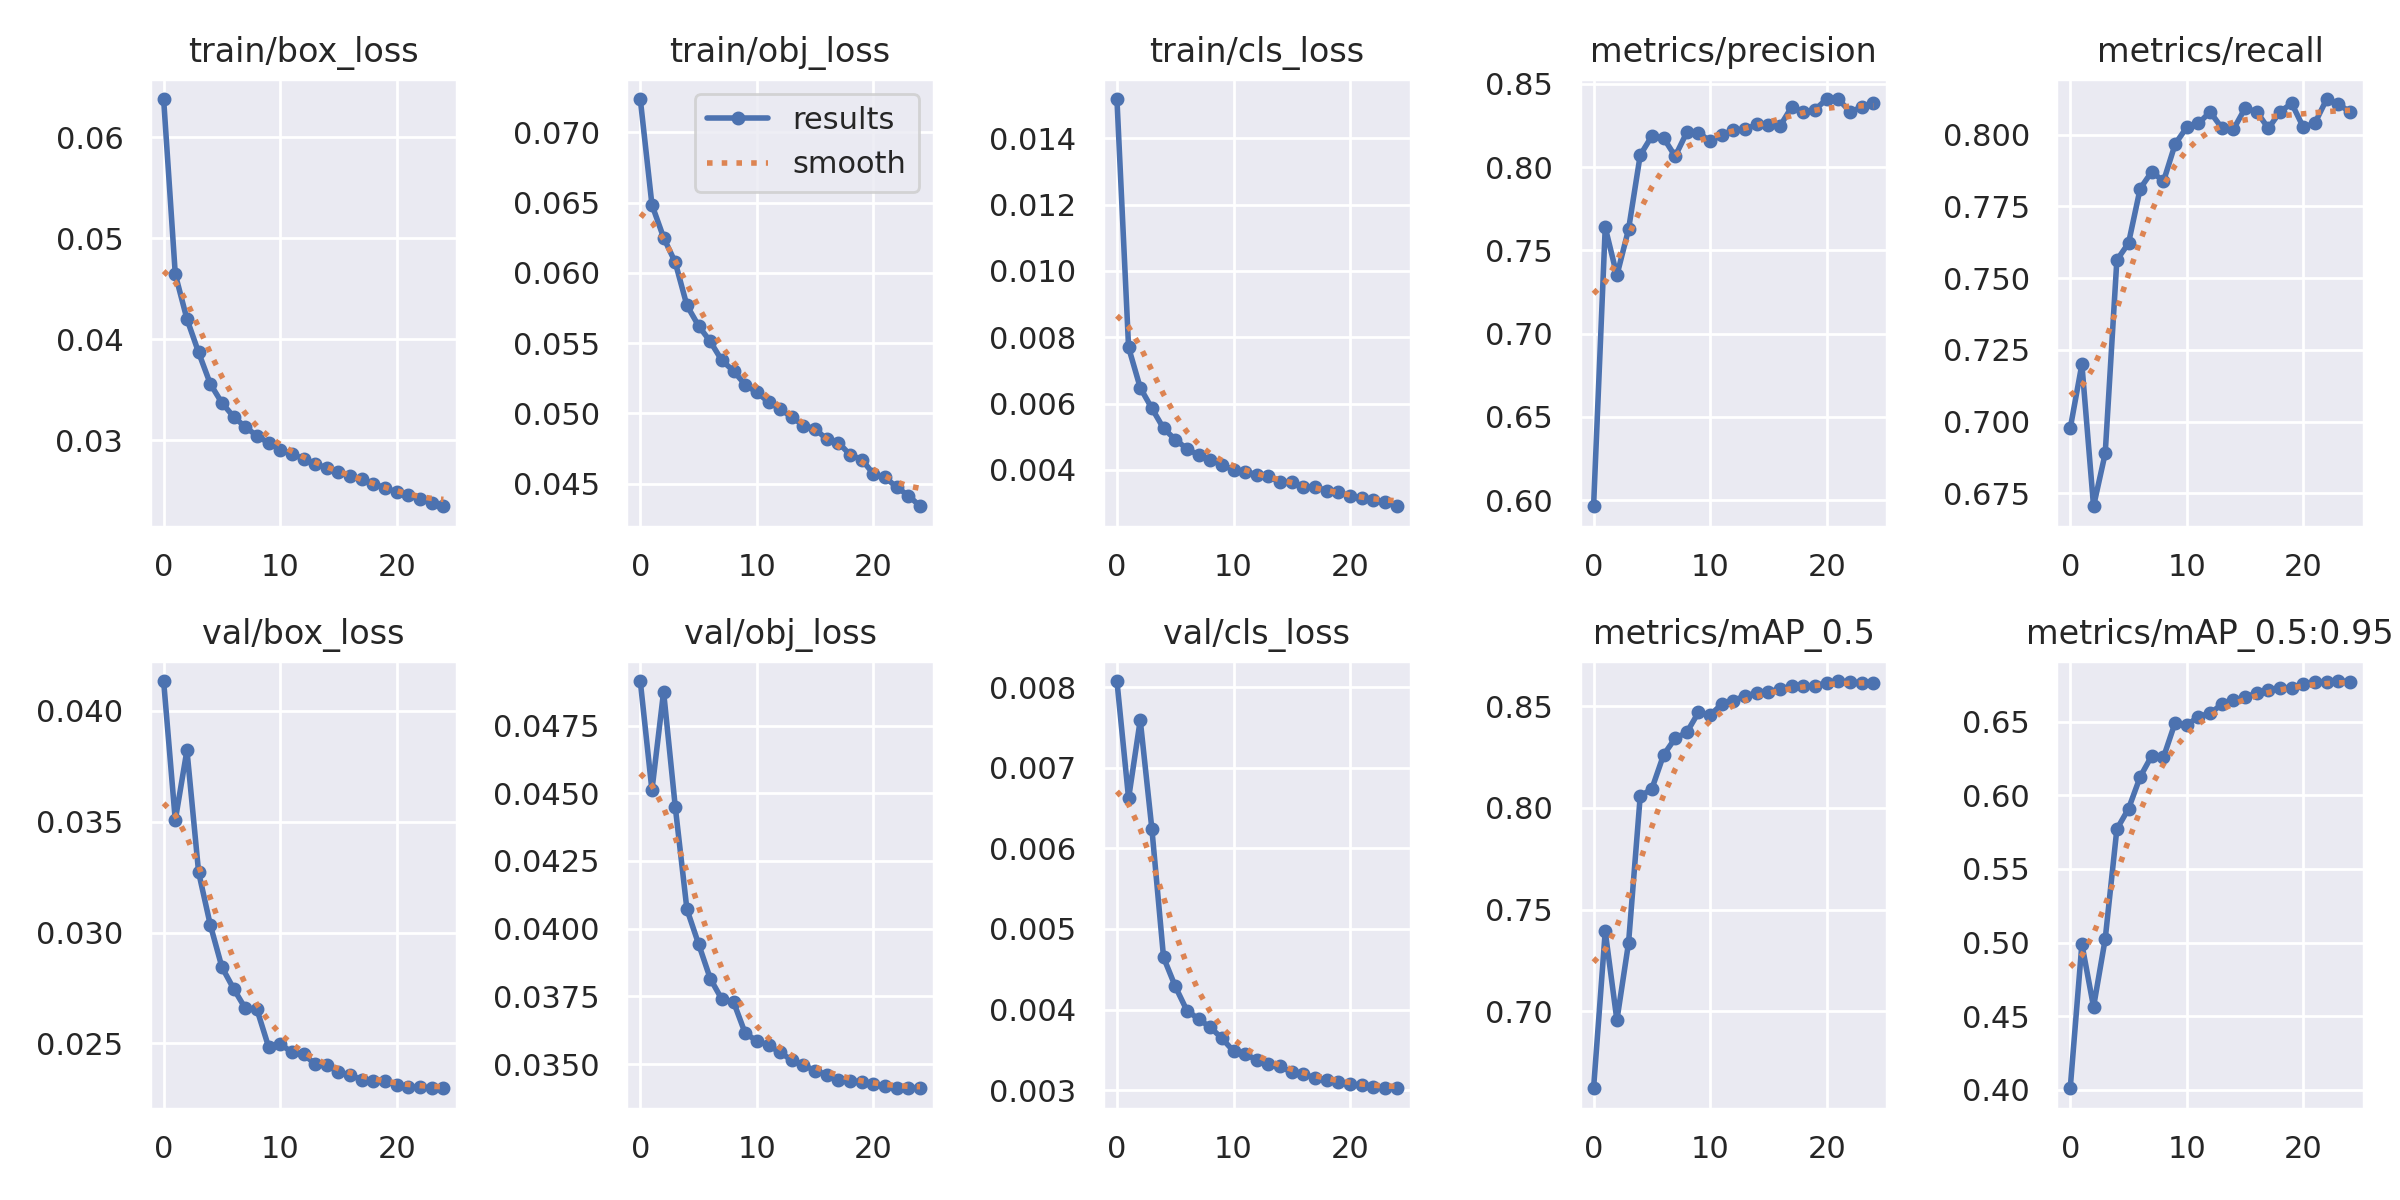 train/box_loss
0.06
0.05
0.04
0.03
0 10 20
train/obj_loss
results
smooth
0.070
0.065
0.060
0.055
0.050
0.045
0 10 20
train/cls_loss
0.014
0.012
0.010
0.008
0.006
0.004
0 10 20
metrics/precision
0.85
0.80
0.75
0.70
0.65
0.60
0 10 20
metrics/recall
0.800
0.775
0.750
0.725
0.700
0.675
0 10 20
val/box_loss
0.040
0.035
0.030
0.025
0 10 20
val/obj_loss
0.0475
0.0450
0.0425
0.0400
0.0375
0.0350
0 10 20
val/cls_loss
0.008
0.007
0.006
0.005
0.004
0.003
0 10 20
metrics/mAP_0.5
0.85
0.80
0.75
0.70
0 10 20
metrics/mAP_0.5:0.95
0.65
0.60
0.55
0.50
0.45
0.40
0 10 20